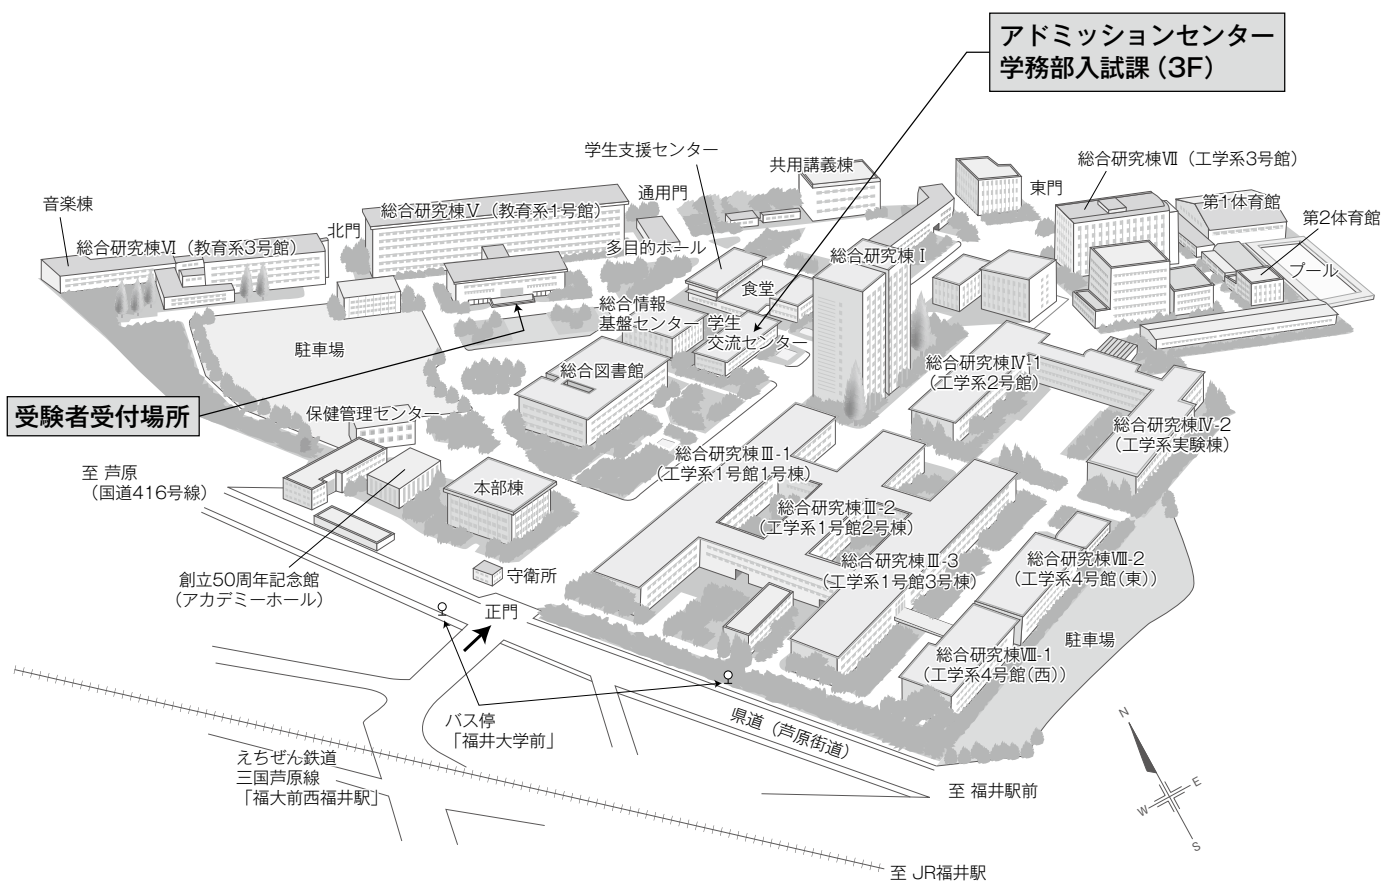 アドミッションセンター
学務部入試課（3F）
学生支援センター
共用講義棟
総合研究棟Ⅶ（工学系3号館）
通用門
東門
音楽棟
総合研究棟Ⅴ（教育系1号館）
第1体育館
第2体育館
北門
総合研究棟Ⅵ（教育系3号館）
多目的ホール
総合研究棟Ⅰ
プール
食堂
総合情報
基盤センター
学生
交流センター
駐車場
総合図書館
総合研究棟Ⅳ-1
（工学系2号館）
受験者受付場所
保健管理センター
総合研究棟Ⅳ-2
（工学系実験棟）
総合研究棟Ⅲ-1
（工学系1号館1号棟）
至 芦原
（国道416号線）
本部棟
総合研究棟Ⅲ-2
（工学系1号館2号棟）
総合研究棟Ⅲ-3
（工学系1号館3号棟）
総合研究棟Ⅷ-2
（工学系4号館（東））
創立50周年記念館
（アカデミーホール）
守衛所
正門
駐車場
総合研究棟Ⅷ-1
（工学系4号館（西））
バス停
「福井大学前」
県道（芦原街道）
えちぜん鉄道
三国芦原線
「福大前西福井駅」
至 福井駅前
N
E
W
S
至 JR福井駅